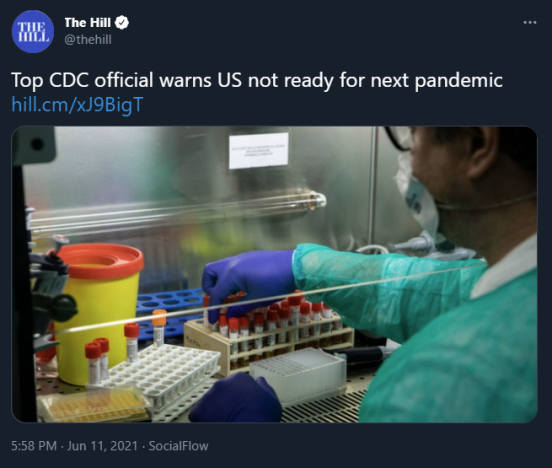 THE
HILL
The Hill
@thehill
Top CDC official warns US not ready for next pandemic
hill.cm/xJ9BigT
5:58 PM · Jun 11, 2021 · SocialFlow